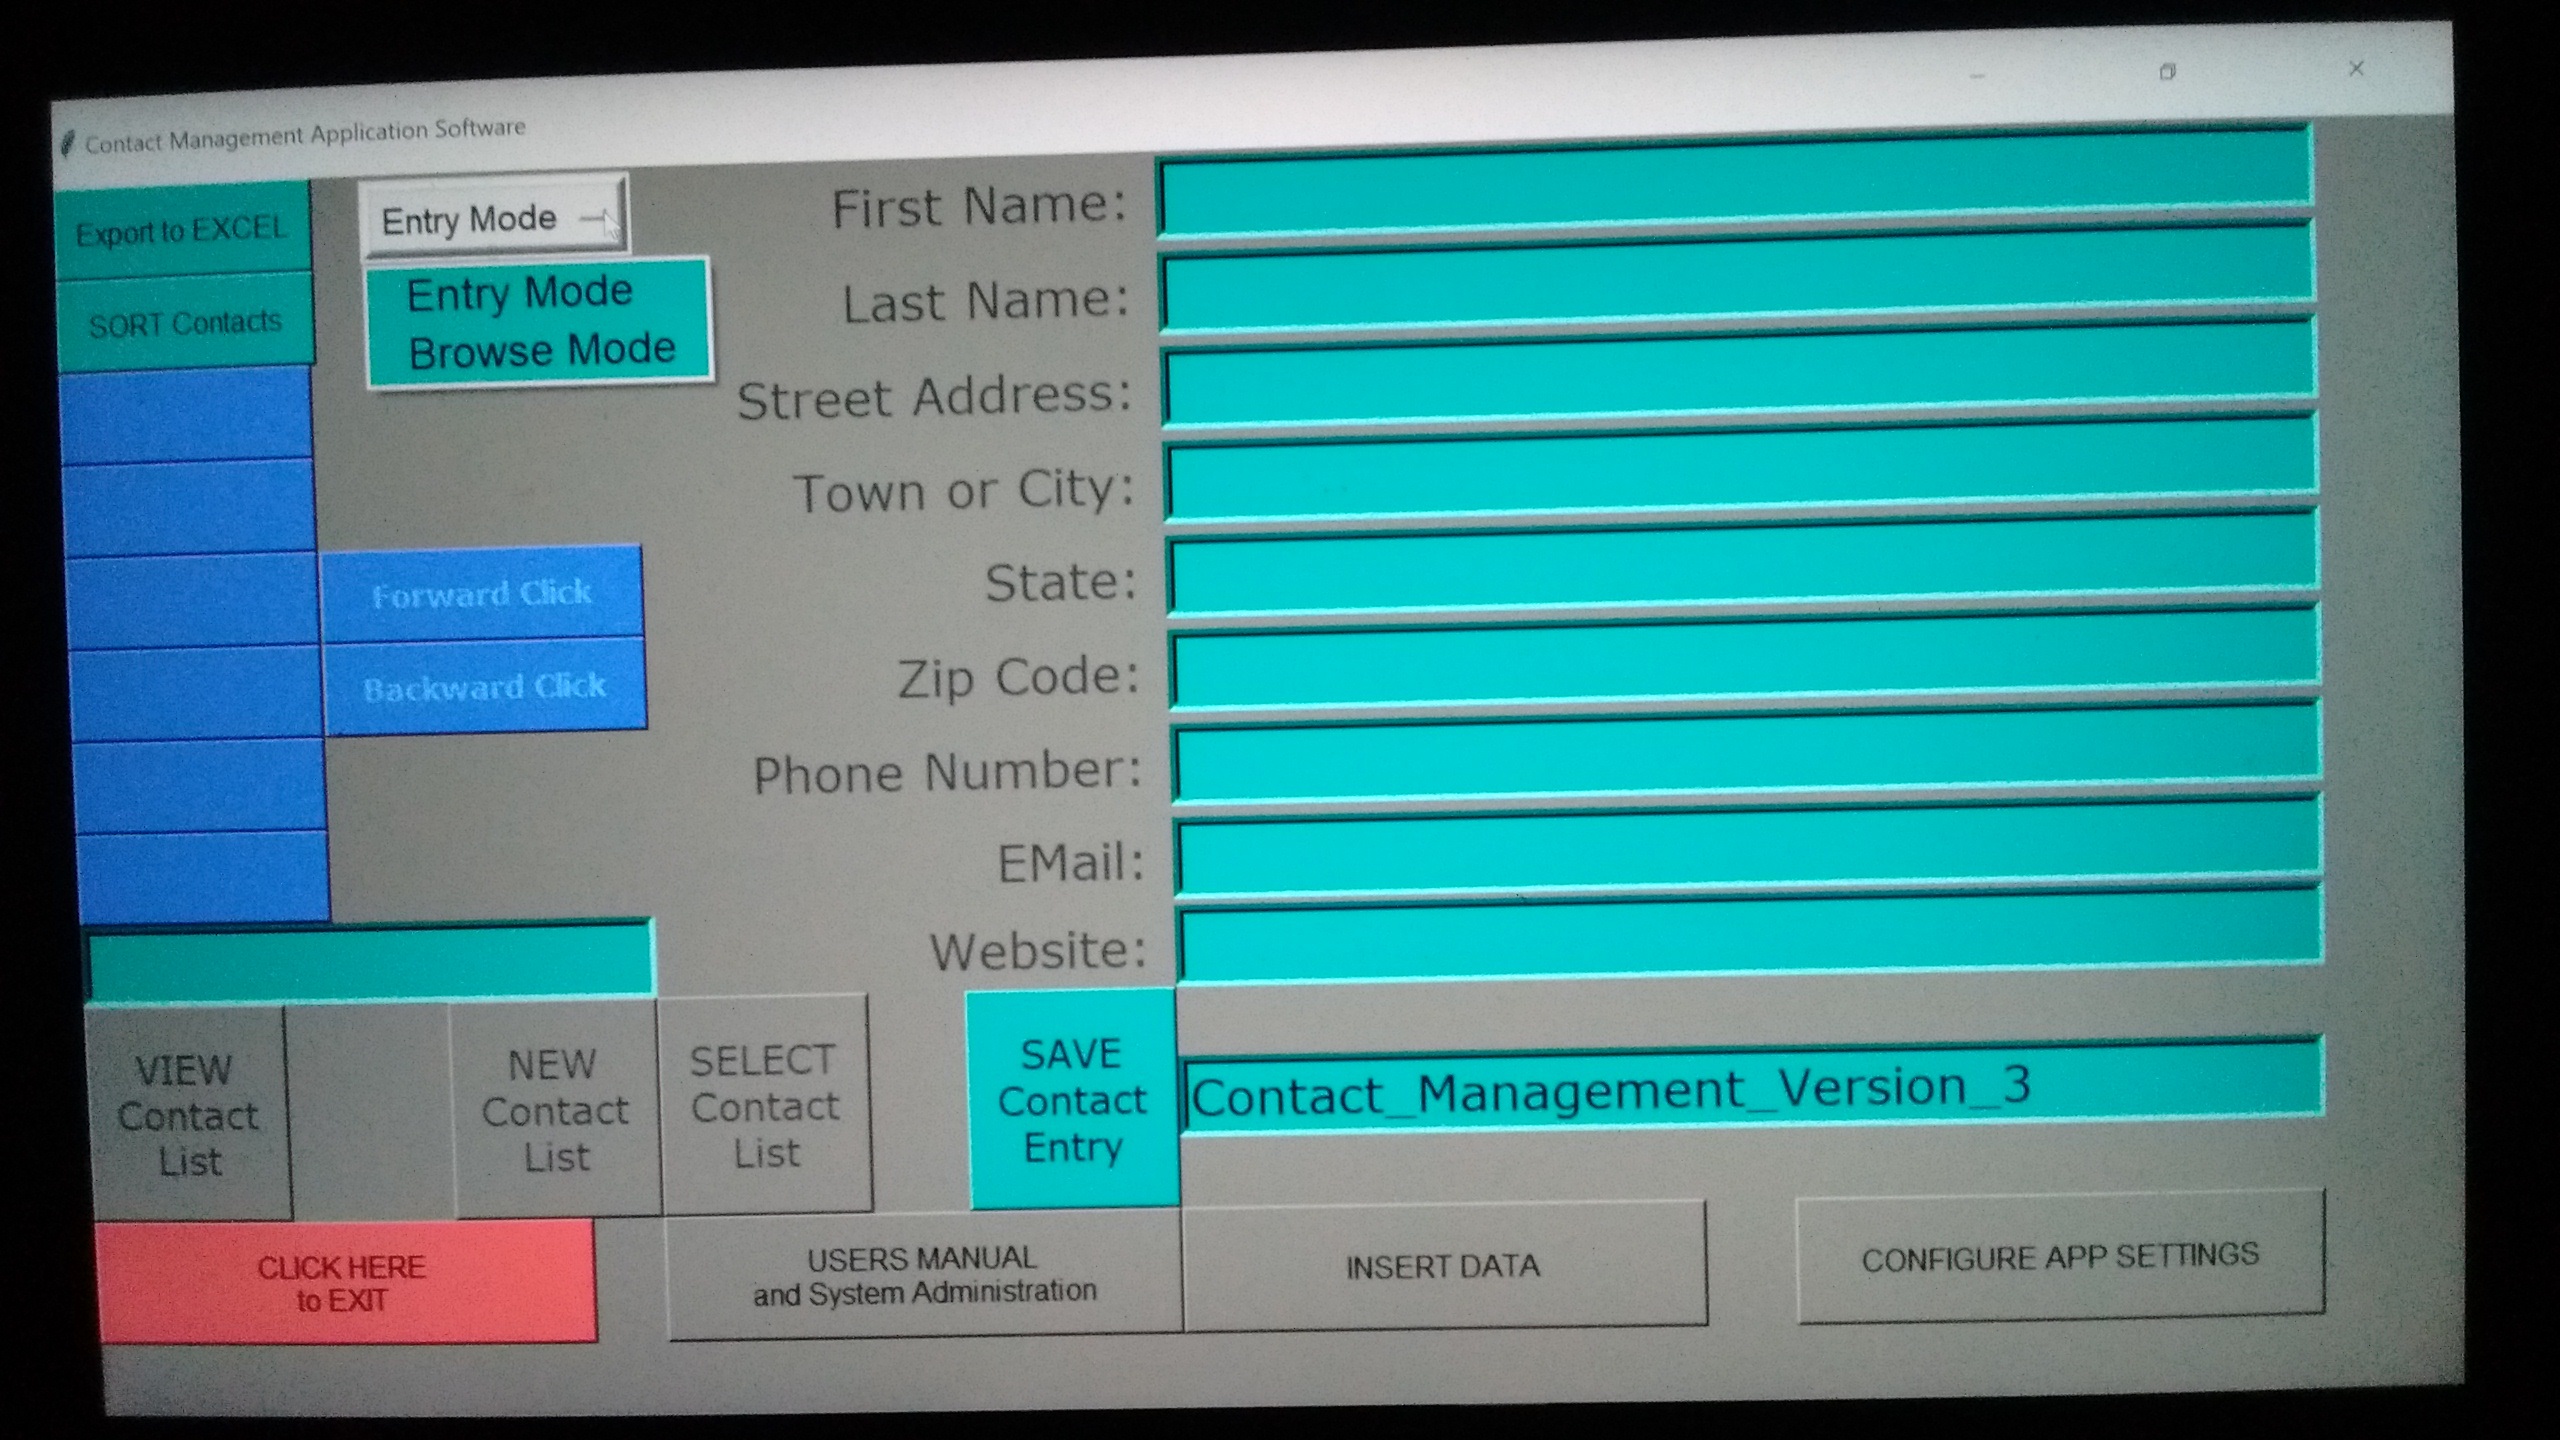 Contact Management Application Software
Export to EXCEL
SORT Contacts
Entry Mode
Entry Mode
Browse Mode
Forward Click
Backward Click
First Name:
Last Name:
Street Address:
Town or City:
State:
Zip Code:
Phone Number:
EMail:
Website:
VIEW
Contact
List
NEW
Contact
List
SELECT
Contact
List
SAVE
Contact
Entry
Contact_Management_Version_3
CLICK HERE
to EXIT
USERS MANUAL
and System Administration
INSERT DATA
CONFIGURE APP SETTINGS